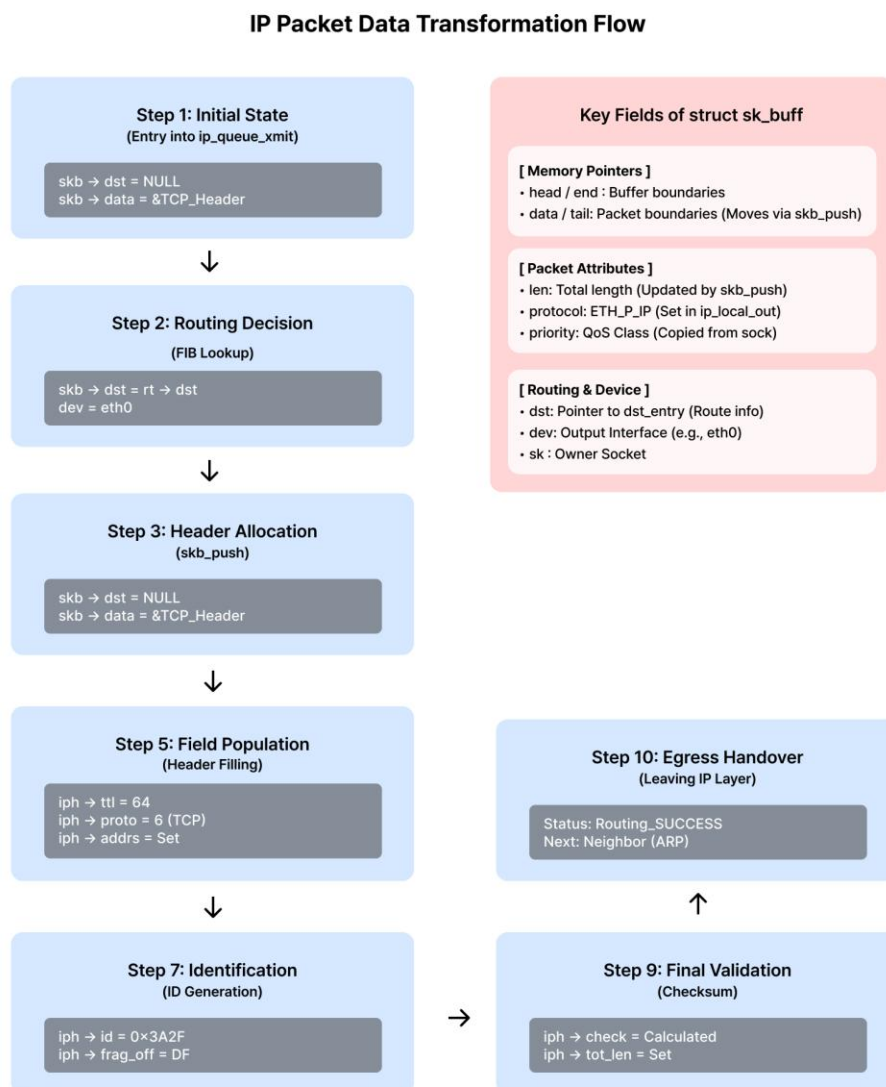 IP Packet Data Transformation Flow
Step 1: Initial State
(Entry into ip_queue_xmit)
skb → dst = NULL
skb → data = &TCP_Header
Step 2: Routing Decision
(FIB Lookup)
skb → dst = rt → dst
dev = eth0
Step 3: Header Allocation
(skb_push)
skb → dst = NULL
skb → data = &TCP_Header
Step 5: Field Population
(Header Filling)
iph → ttl = 64
iph → proto = 6 (TCP)
iph → addrs = Set
Step 7: Identification
(ID Generation)
iph → id = 0×3A2F
iph → frag_off = DF
Step 9: Final Validation
(Checksum)
iph → check = Calculated
iph → tot_len = Set
Step 10: Egress Handover
(Leaving IP Layer)
Status: Routing_SUCCESS
Next: Neighbor (ARP)
Key Fields of struct sk_buff
[ Memory Pointers ]
• head / end : Buffer boundaries
• data / tail: Packet boundaries (Moves via skb_push)
[ Packet Attributes ]
• len: Total length (Updated by skb_push)
• protocol: ETH_P_IP (Set in ip_local_out)
• priority: QoS Class (Copied from sock)
[ Routing & Device ]
• dst: Pointer to dst_entry (Route info)
• dev: Output Interface (e.g., eth0)
• sk : Owner Socket